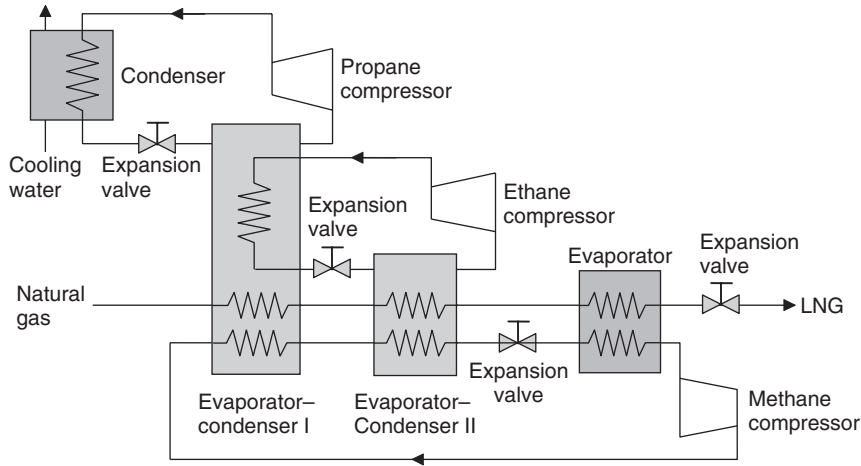 Condenser
Propane
compressor
Cooling
water
Expansion
valve
Ethane
compressor
Expansion
valve
Evaporator
Expansion
valve
Natural
gas
LNG
Expansion
valve
Evaporator–
condenser I
Evaporator–
Condenser II
Methane
compressor